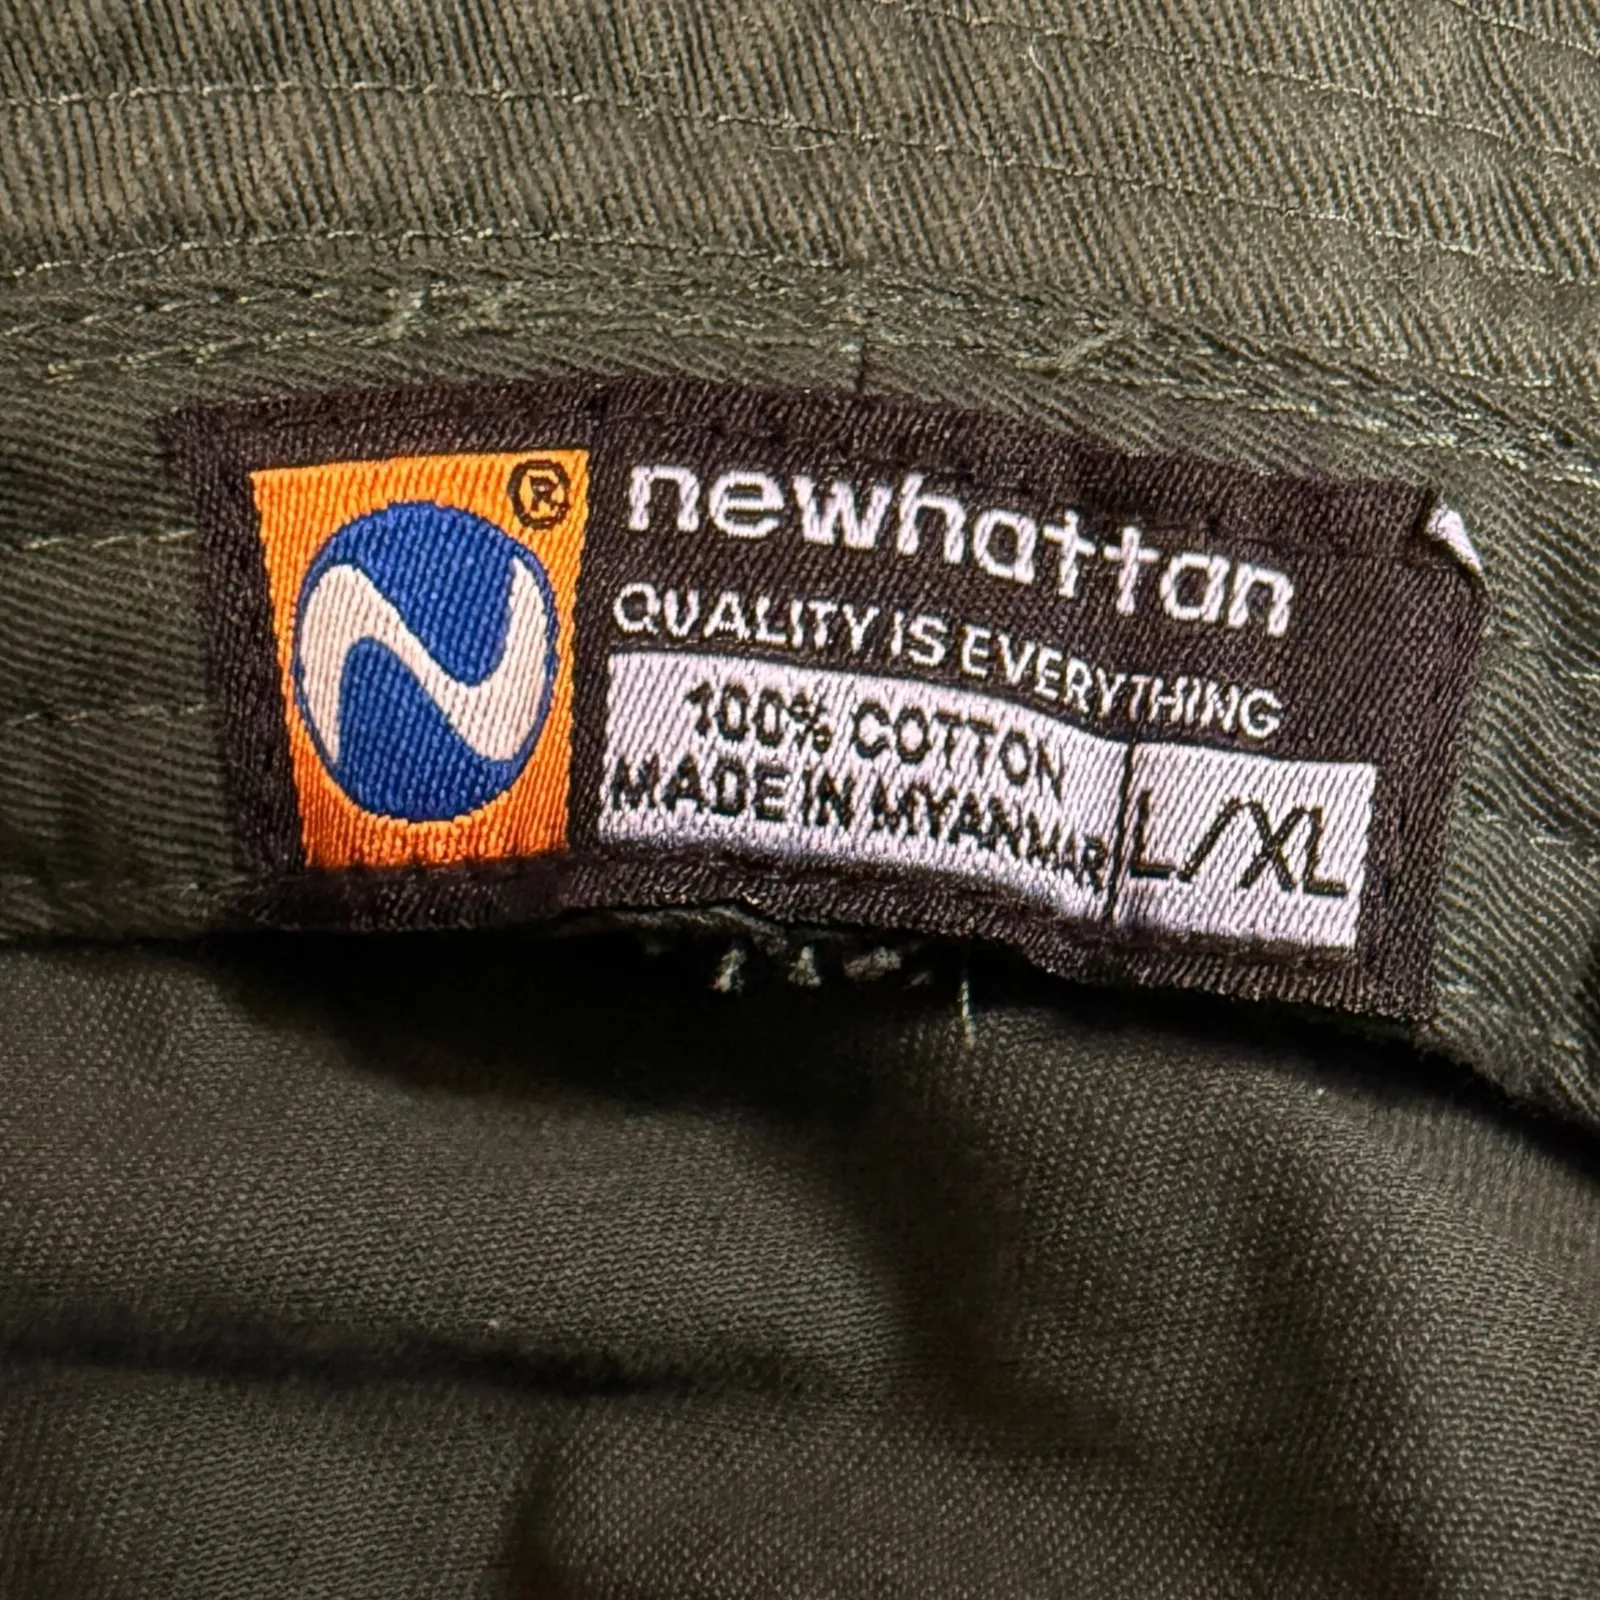 ®
newhattan
QUALITY IS EVERYTHING
100% COTTON
MADE IN MYANMAR
L/XL